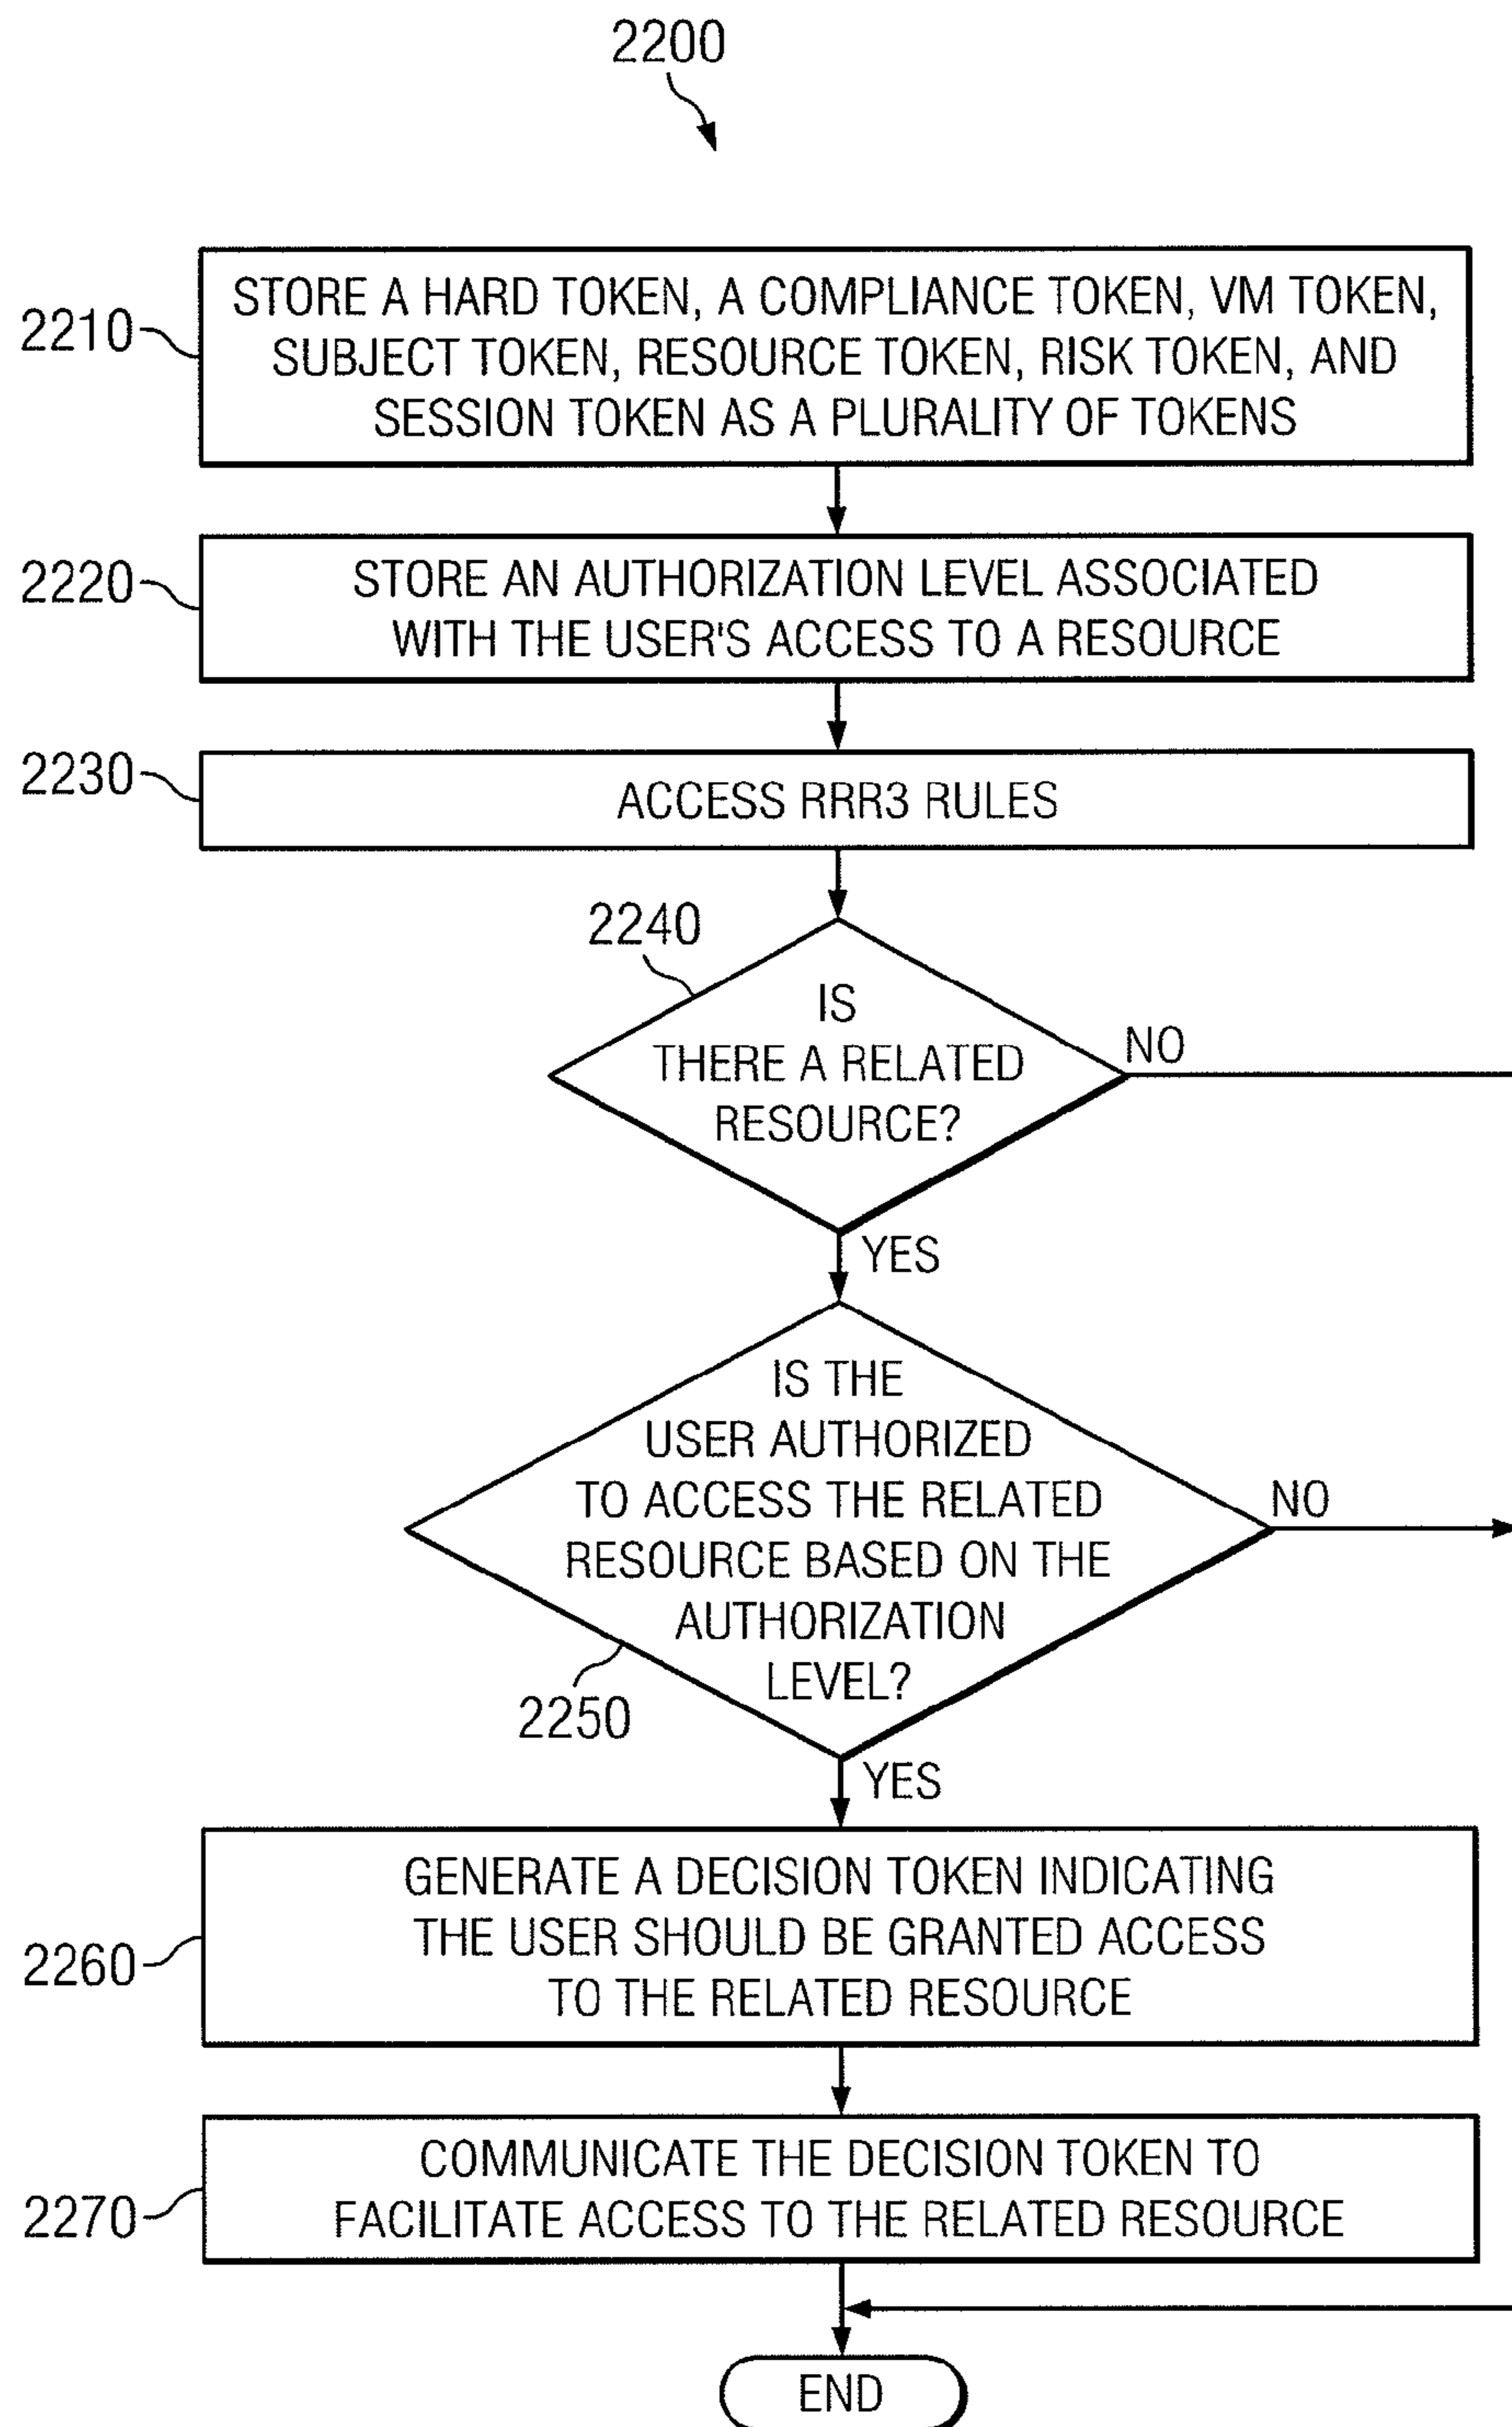 2200
2210
STORE A HARD TOKEN, A COMPLIANCE TOKEN, VM TOKEN,
SUBJECT TOKEN, RESOURCE TOKEN, RISK TOKEN, AND
SESSION TOKEN AS A PLURALITY OF TOKENS
2220
STORE AN AUTHORIZATION LEVEL ASSOCIATED
WITH THE USER'S ACCESS TO A RESOURCE
2230
ACCESS RRR3 RULES
2240
IS
THERE A RELATED
RESOURCE?
NO
YES
IS THE
USER AUTHORIZED
TO ACCESS THE RELATED
RESOURCE BASED ON THE
AUTHORIZATION
LEVEL?
NO
2250
YES
2260
GENERATE A DECISION TOKEN INDICATING
THE USER SHOULD BE GRANTED ACCESS
TO THE RELATED RESOURCE
2270
COMMUNICATE THE DECISION TOKEN TO
FACILITATE ACCESS TO THE RELATED RESOURCE
END